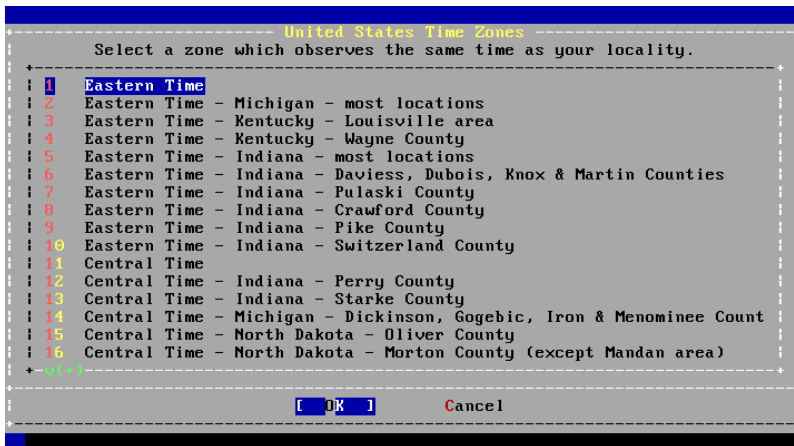 United States Time Zones
Select a zone which observes the same time as your locality.
1 Eastern Time
2 Eastern Time - Michigan - most locations
3 Eastern Time - Kentucky - Louisville area
4 Eastern Time - Kentucky - Wayne County
5 Eastern Time - Indiana - most locations
6 Eastern Time - Indiana - Daviess, Dubois, Knox & Martin Counties
7 Eastern Time - Indiana - Pulaski County
8 Eastern Time - Indiana - Crawford County
9 Eastern Time - Indiana - Pike County
10 Eastern Time - Indiana - Switzerland County
11 Central Time
12 Central Time - Indiana - Perry County
13 Central Time - Indiana - Starke County
14 Central Time - Michigan - Dickinson, Gogebic, Iron & Menominee Count
15 Central Time - North Dakota - Oliver County
16 Central Time - North Dakota - Morton County (except Mandan area)
v(+)
[ OK ] Cancel